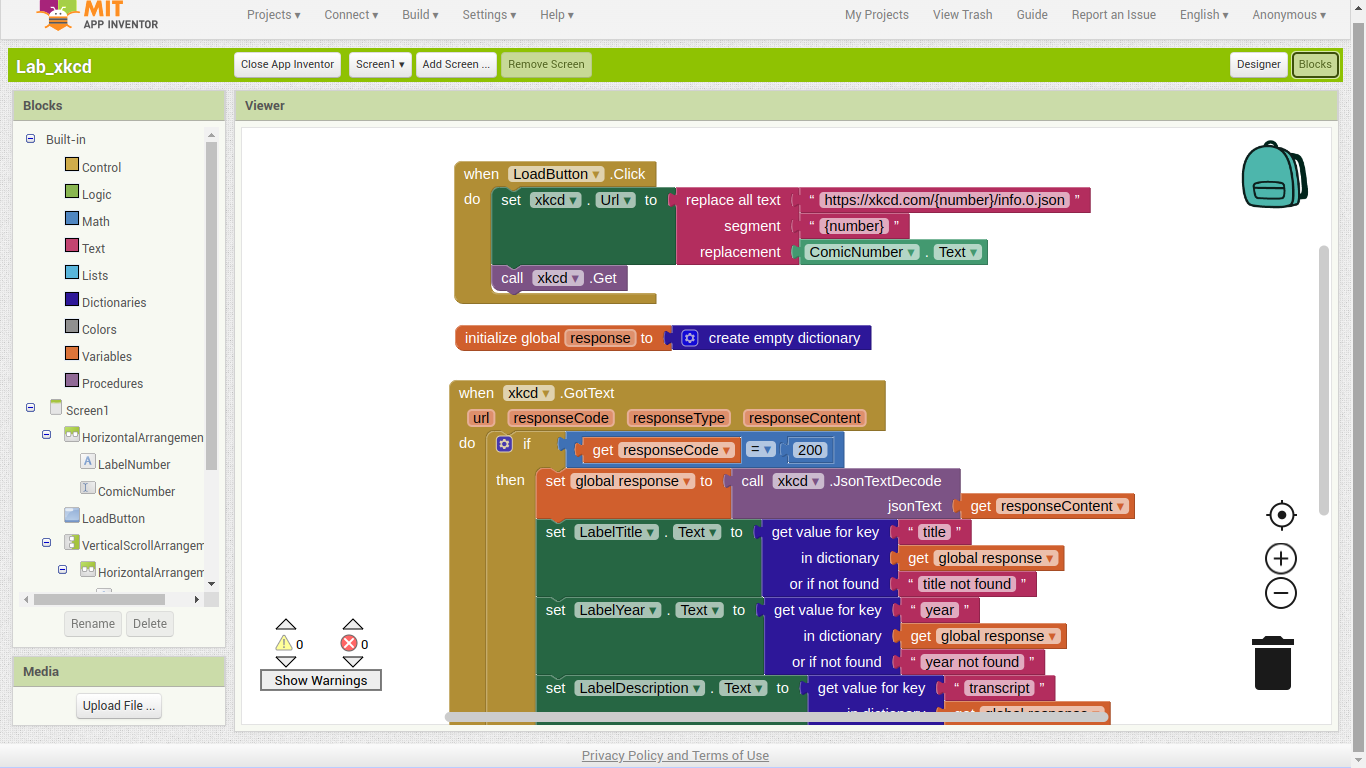 MIT
APP INVENTOR
Projects ▾ Connect ▾ Build ▾ Settings ▾ Help ▾ My Projects View Trash Guide Report an Issue English ▾ Anonymous ▾
Lab_xkcd Close App Inventor Screen1 ▾ Add Screen ... Remove Screen Designer Blocks
Blocks
Built-in
Control
Logic
Math
Text
Lists
Dictionaries
Colors
Variables
Procedures
Screen1
HorizontalArrangemen
LabelNumber
ComicNumber
LoadButton
VerticalScrollArrangem
HorizontalArrangem
Rename Delete
Media
Upload File ...
Viewer
when LoadButton ▾ .Click
do set xkcd ▾ . Url ▾ to replace all text “ https://xkcd.com/{number}/info.0.json ”
segment “ {number} ”
replacement ComicNumber ▾ . Text ▾
call xkcd ▾ .Get
initialize global response to create empty dictionary
when xkcd ▾ .GotText
url responseCode responseType responseContent
do if get responseCode ▾ = ▾ 200
then set global response ▾ to call xkcd ▾ .JsonTextDecode
jsonText get responseContent ▾
set LabelTitle ▾ . Text ▾ to get value for key “ title ”
in dictionary get global response ▾
or if not found “ title not found ”
set LabelYear ▾ . Text ▾ to get value for key “ year ”
in dictionary get global response ▾
or if not found “ year not found ”
set LabelDescription ▾ . Text ▾ to get value for key “ transcript ”
in dictionary get global response ▾
0 0
Show Warnings
Privacy Policy and Terms of Use